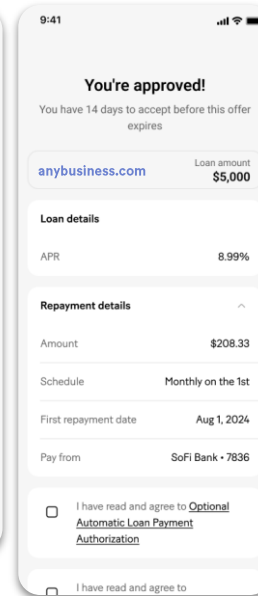 9:41
You're approved!
You have 14 days to accept before this offer
expires
anybusiness.com
Loan amount
$5,000
Loan details
APR 8.99%
Repayment details
Amount $208.33
Schedule Monthly on the 1st
First repayment date Aug 1, 2024
Pay from SoFi Bank • 7836
I have read and agree to Optional
Automatic Loan Payment
Authorization
I have read and agree to